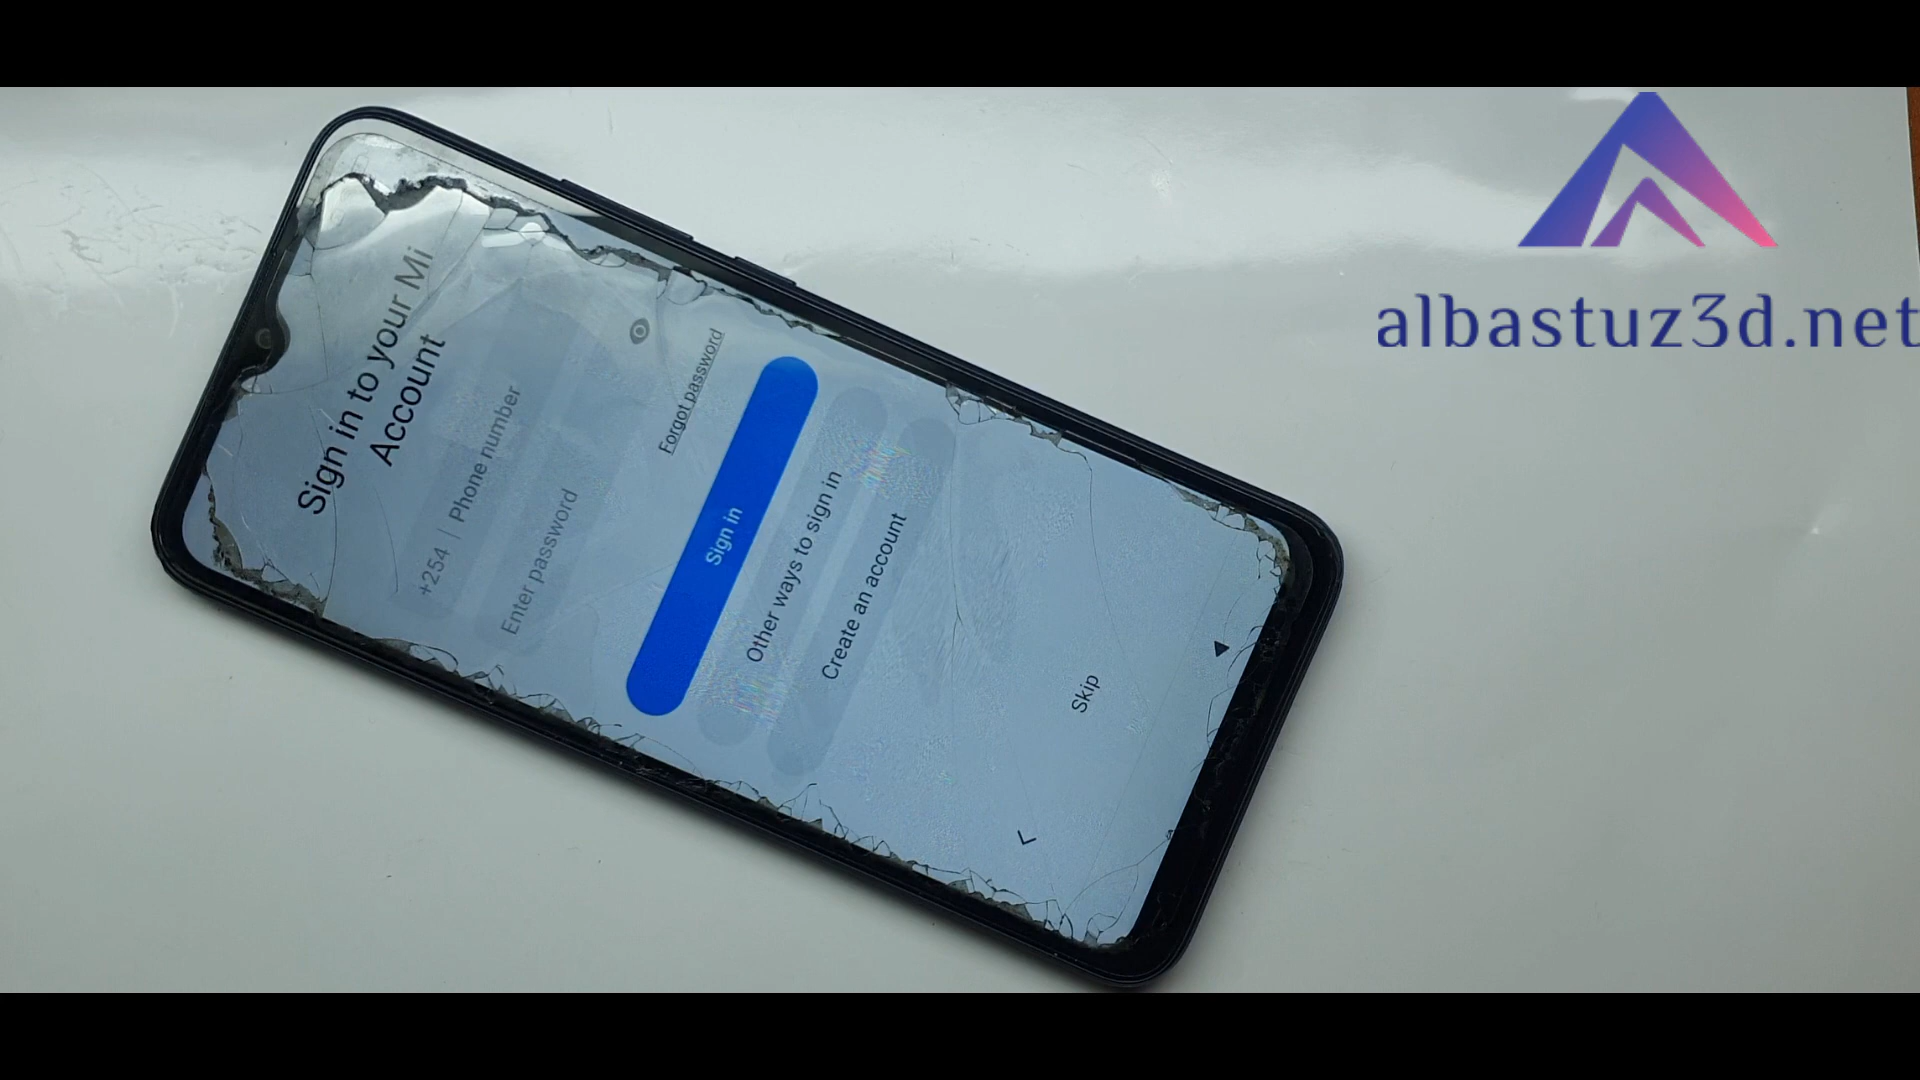 albastuz3d.net
Sign in to your Mi
Account
+254 | Phone number
Enter password
Forgot password
Sign in
Other ways to sign in
Create an account
Skip